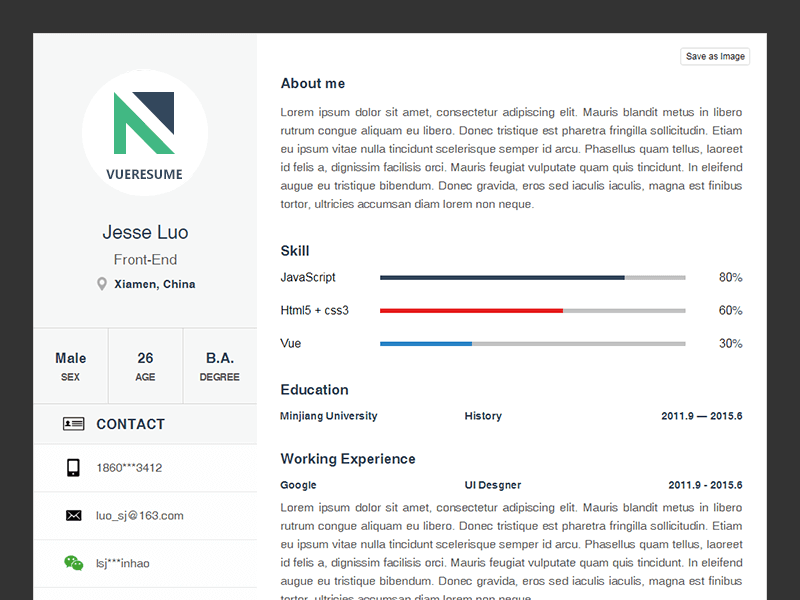 VUERESUME
Jesse Luo
Front-End
Xiamen, China
Male
SEX
26
AGE
B.A.
DEGREE
CONTACT
1860***3412
luo_sj@163.com
lsj***inhao
Save as Image
About me
Lorem ipsum dolor sit amet, consectetur adipiscing elit. Mauris blandit metus in libero
rutrum congue aliquam eu libero. Donec tristique est pharetra fringilla sollicitudin. Etiam
eu ipsum vitae nulla tincidunt scelerisque semper id arcu. Phasellus quam tellus, laoreet
id felis a, dignissim facilisis orci. Mauris feugiat vulputate quam quis tincidunt. In eleifend
augue eu tristique bibendum. Donec gravida, eros sed iaculis iaculis, magna est finibus
tortor, ultricies accumsan diam lorem non neque.
Skill
JavaScript 80%
Html5 + css3 60%
Vue 30%
Education
Minjiang University History 2011.9 — 2015.6
Working Experience
Google UI Desgner 2011.9 - 2015.6
Lorem ipsum dolor sit amet, consectetur adipiscing elit. Mauris blandit metus in libero
rutrum congue aliquam eu libero. Donec tristique est pharetra fringilla sollicitudin. Etiam
eu ipsum vitae nulla tincidunt scelerisque semper id arcu. Phasellus quam tellus, laoreet
id felis a, dignissim facilisis orci. Mauris feugiat vulputate quam quis tincidunt. In eleifend
augue eu tristique bibendum. Donec gravida, eros sed iaculis iaculis, magna est finibus
tortor, ultricies accumsan diam lorem non neque.